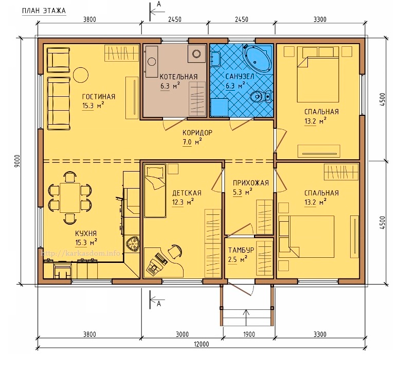 ПЛАН ЭТАЖА
А
3800
2450
2450
3300
КОТЕЛЬНАЯ
6.3 м²
САНУЗЕЛ
6.3 м²
ГОСТИНАЯ
15.3 м²
СПАЛЬНАЯ
13.2 м²
4500
КОРИДОР
7.0 м²
9000
ДЕТСКАЯ
12.3 м²
ПРИХОЖАЯ
5.3 м²
СПАЛЬНАЯ
13.2 м²
4500
КУХНЯ
15.3 м²
ТАМБУР
2.5 м²
А
3800
3000
1900
3300
12000